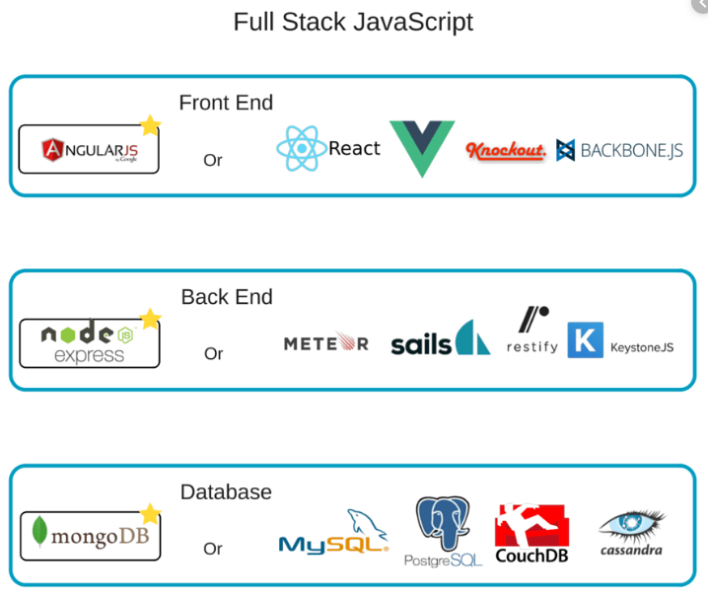 Full Stack JavaScript
Front End
ANGULARJS
by Google
Or
React
Knockout.
BACKBONE.JS
Back End
node
JS
express
Or
METEOR
sails
restify
K
KeystoneJS
Database
mongoDB
Or
MySQL®
PostgreSQL
CouchDB
cassandra